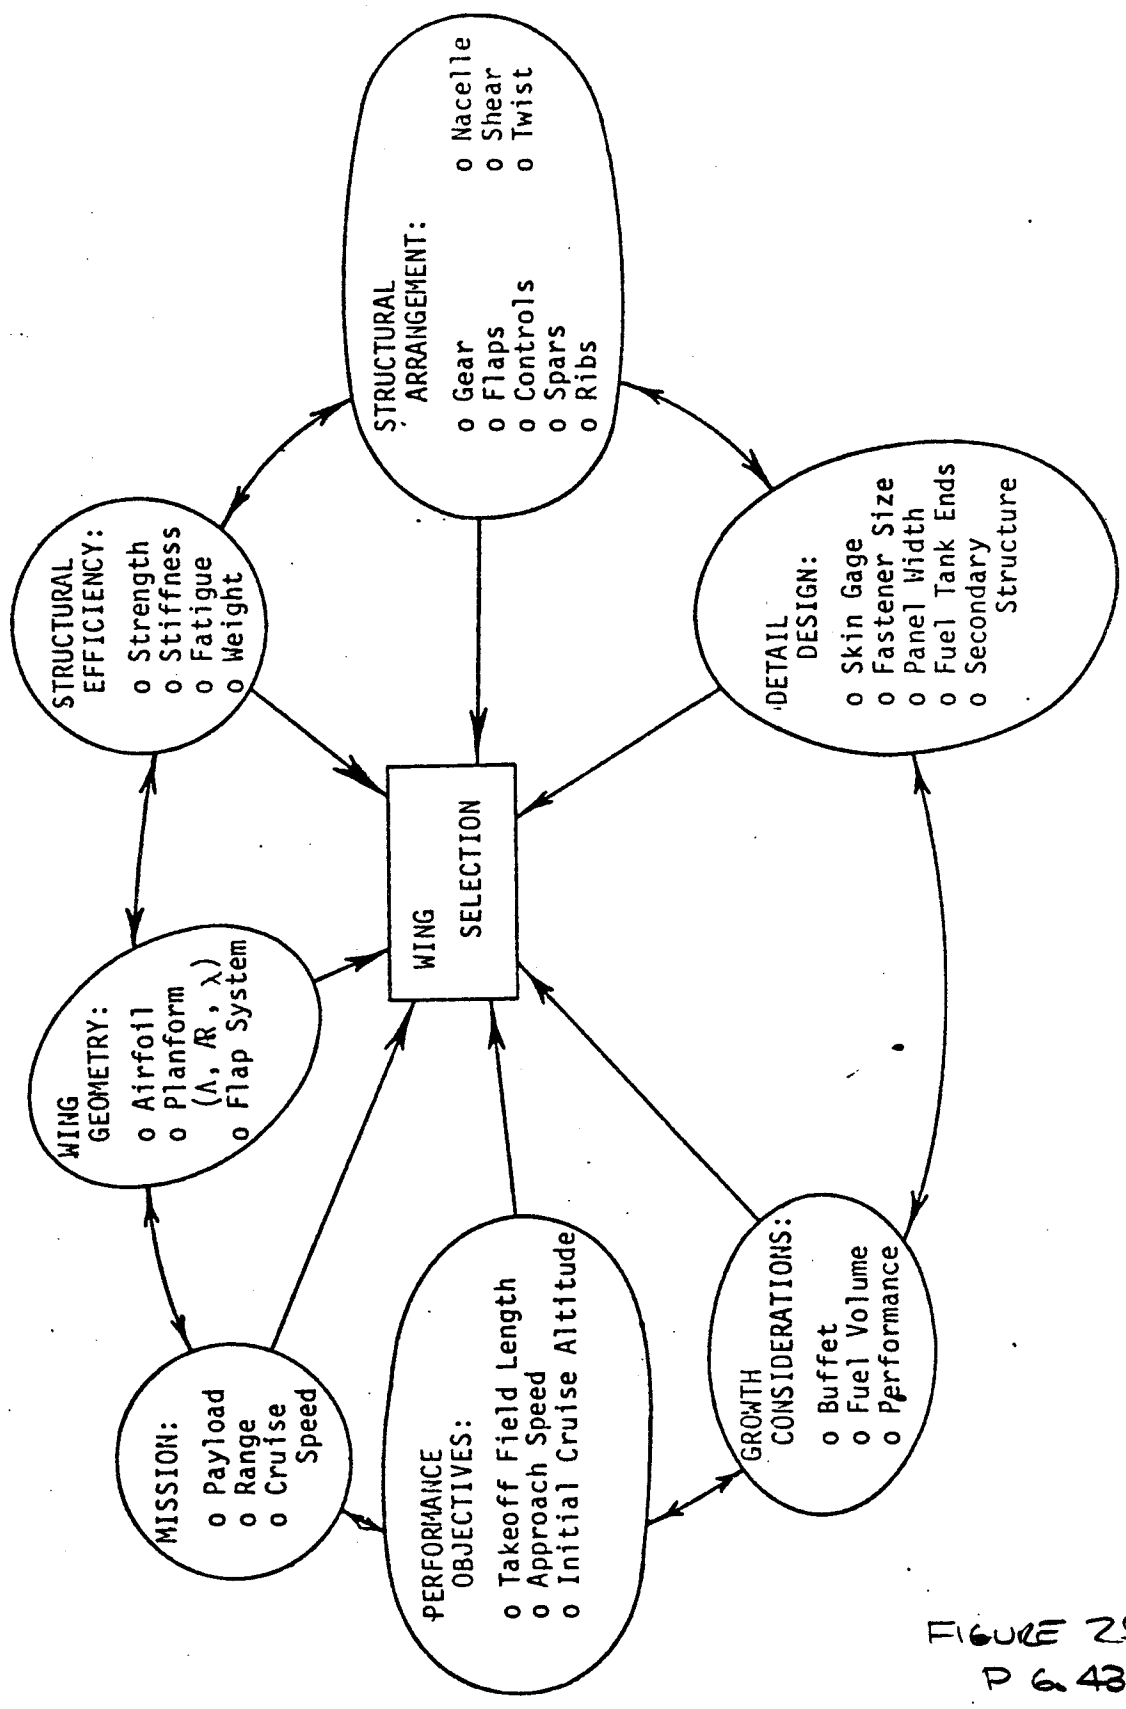 MISSION:
o Payload
o Range
o Cruise
Speed
WING
GEOMETRY:
o Airfoil
o Planform
(Λ, AR, λ)
o Flap System
STRUCTURAL
EFFICIENCY:
o Strength
o Stiffness
o Fatigue
o Weight
PERFORMANCE
OBJECTIVES:
o Takeoff Field Length
o Approach Speed
o Initial Cruise Altitude
WING
SELECTION
STRUCTURAL
ARRANGEMENT:
o Gear
o Flaps
o Controls
o Spars
o Ribs
o Nacelle
o Shear
o Twist
GROWTH
CONSIDERATIONS:
o Buffet
o Fuel Volume
o Performance
DETAIL
DESIGN:
o Skin Gage
o Fastener Size
o Panel Width
o Fuel Tank Ends
o Secondary
Structure
FIGURE
P 6.43